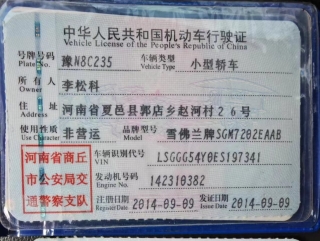 中华人民共和国机动车行驶证
Vehicle License of the People's Republic of China
号牌号码 Plate No. 豫N8C235 车辆类型 Vehicle Type 小型轿车
所有人 Owner 李松科
住址 Address 河南省夏邑县郭店乡赵河村26号
使用性质 Use Character 非营运 品牌型号 Model 雪佛兰牌SGM7202EAAB
河南省商丘市公安局交通警察支队
车辆识别代号 VIN LSGGG54Y0ES197341
发动机号码 Engine No. 142310382
注册日期 Register Date 2014-09-09 发证日期 Issue Date 2014-09-09